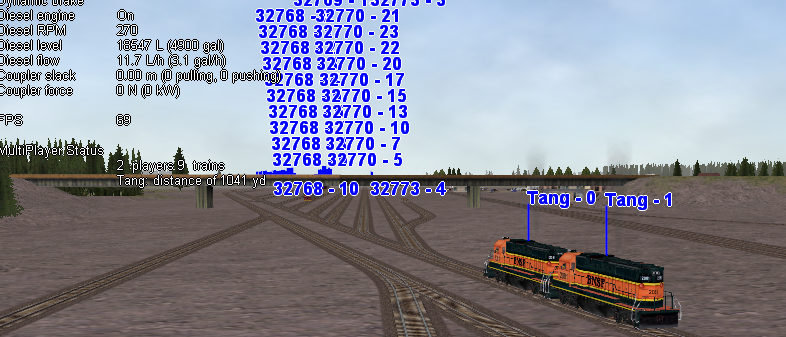 Dynamic brake
32769 - 132773 - 3
Diesel engine On
Diesel RPM 270
Diesel level 18547 L (4900 gal)
Diesel flow 11.7 L/h (3.1 gal/h)
Coupler slack 0.00 m (0 pulling, 0 pushing)
Coupler force 0 N (0 kW)
FPS 69
MultiPlayer Status
2 players 9 trains
Tang: distance of 1041 yd
32768 -32770 - 21
32768 32770 - 23
32768 32770 - 22
32768 32770 - 20
32768 32770 - 17
32768 32770 - 15
32768 32770 - 13
32768 32770 - 10
32768 32770 - 7
32768 32770 - 5
32768 - 10 32773 - 4
Tang - 0 Tang - 1
BNSF BNSF